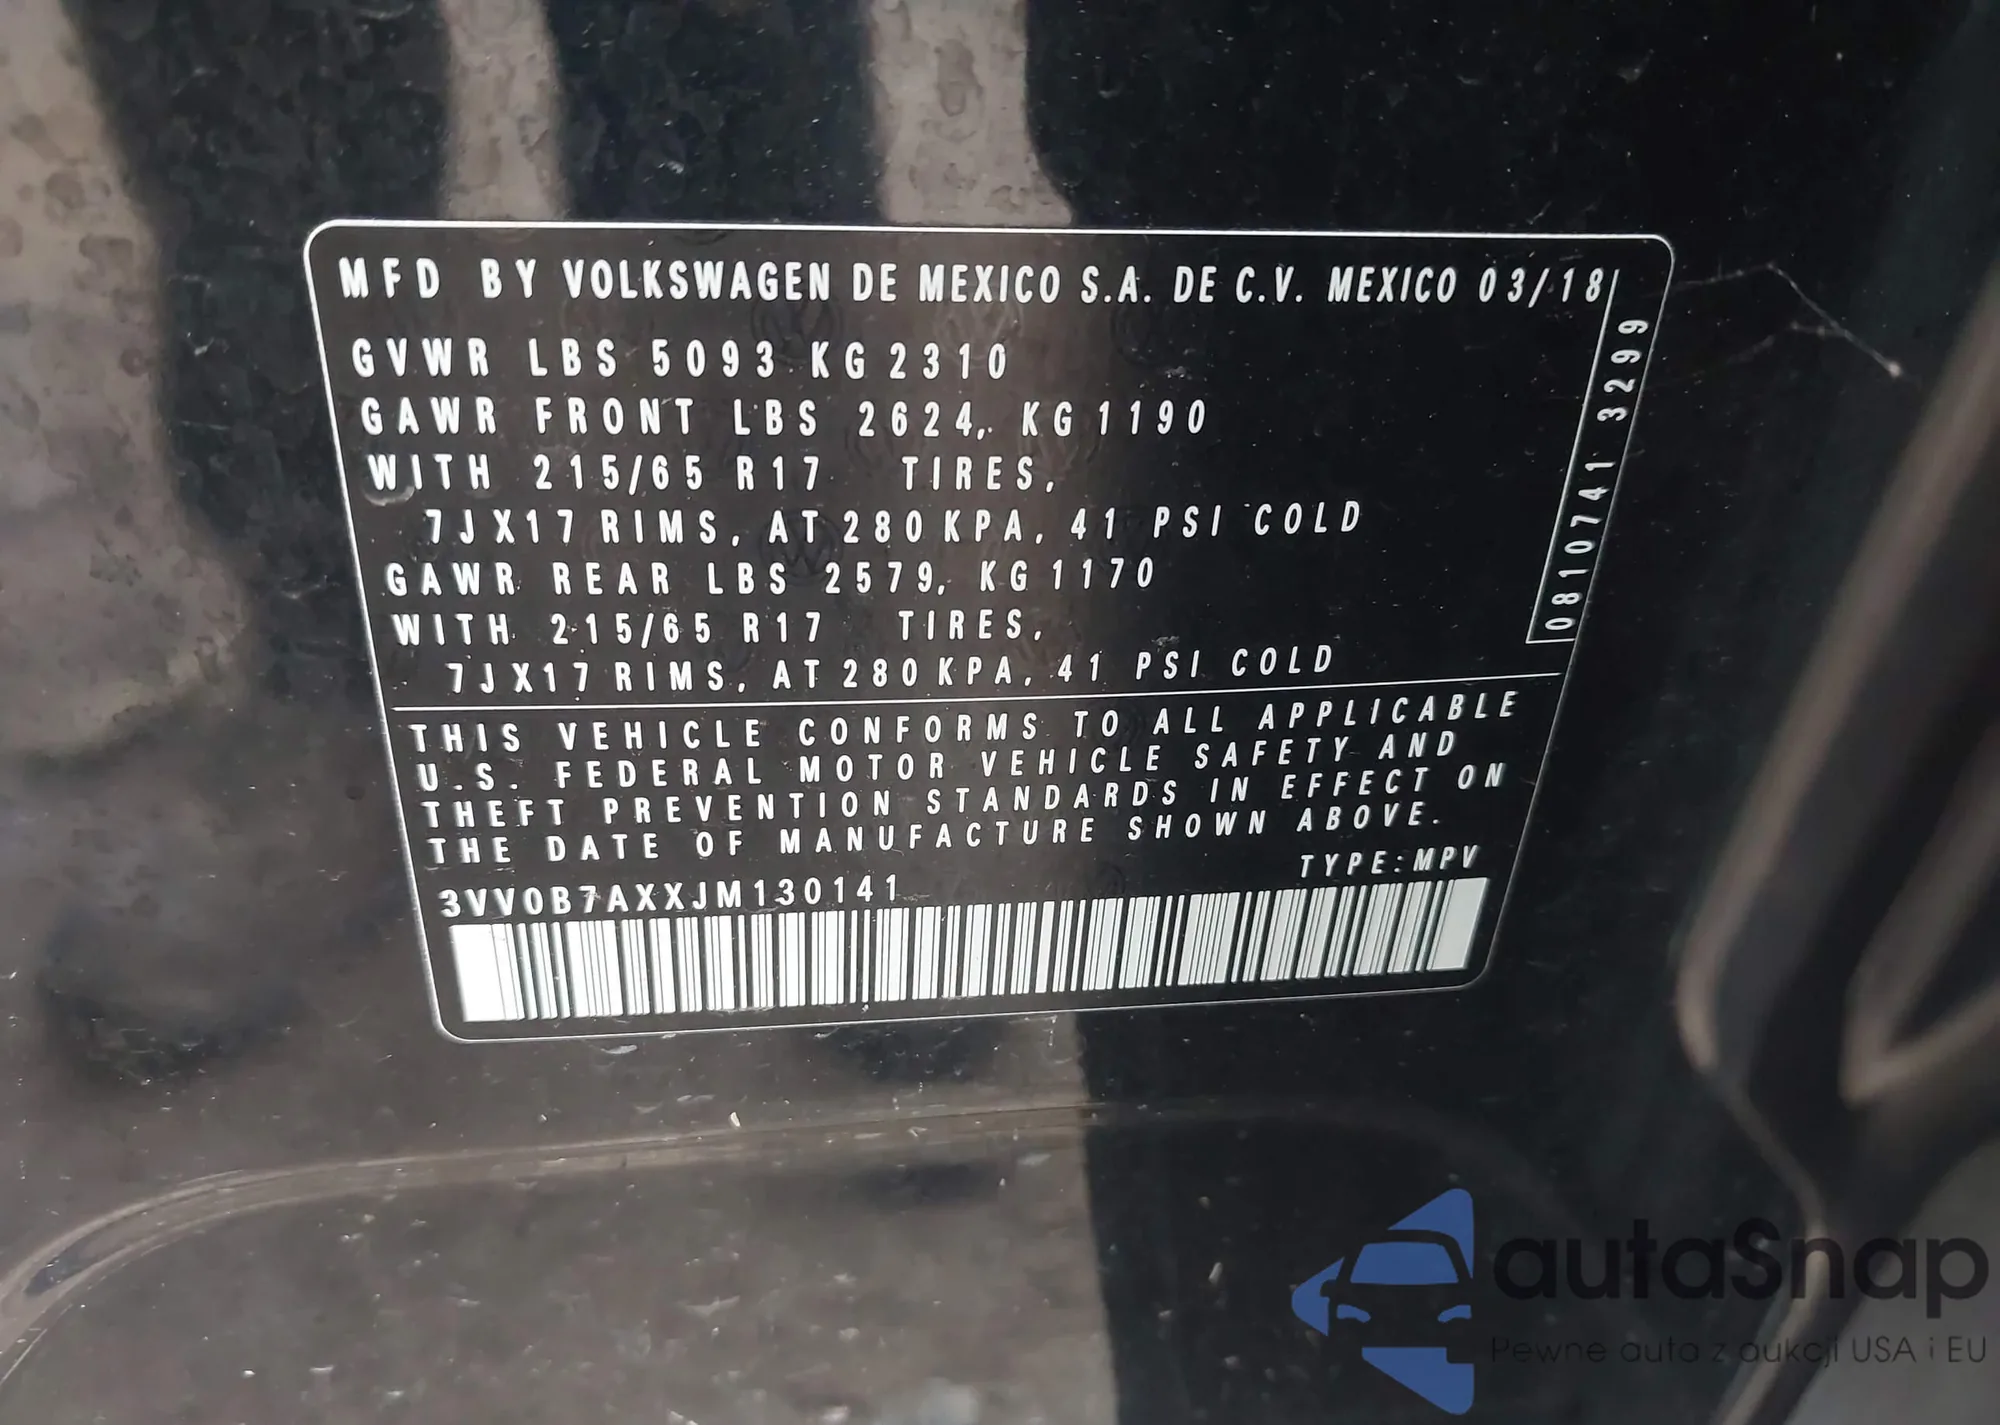 MFD BY VOLKSWAGEN DE MEXICO S.A. DE C.V. MEXICO 03/18
GVWR LBS 5093 KG 2310
GAWR FRONT LBS 2624, KG 1190
WITH 215/65 R17 TIRES,
7JX17 RIMS, AT 280 KPA, 41 PSI COLD
GAWR REAR LBS 2579, KG 1170
WITH 215/65 R17 TIRES,
7JX17 RIMS, AT 280 KPA, 41 PSI COLD
0810741 3299
THIS VEHICLE CONFORMS TO ALL APPLICABLE
U.S. FEDERAL MOTOR VEHICLE SAFETY AND
THEFT PREVENTION STANDARDS IN EFFECT ON
THE DATE OF MANUFACTURE SHOWN ABOVE.
TYPE:MPV
3VV0B7AXXJM130141
autaSnap
Pewne auta z aukcji USA i EU